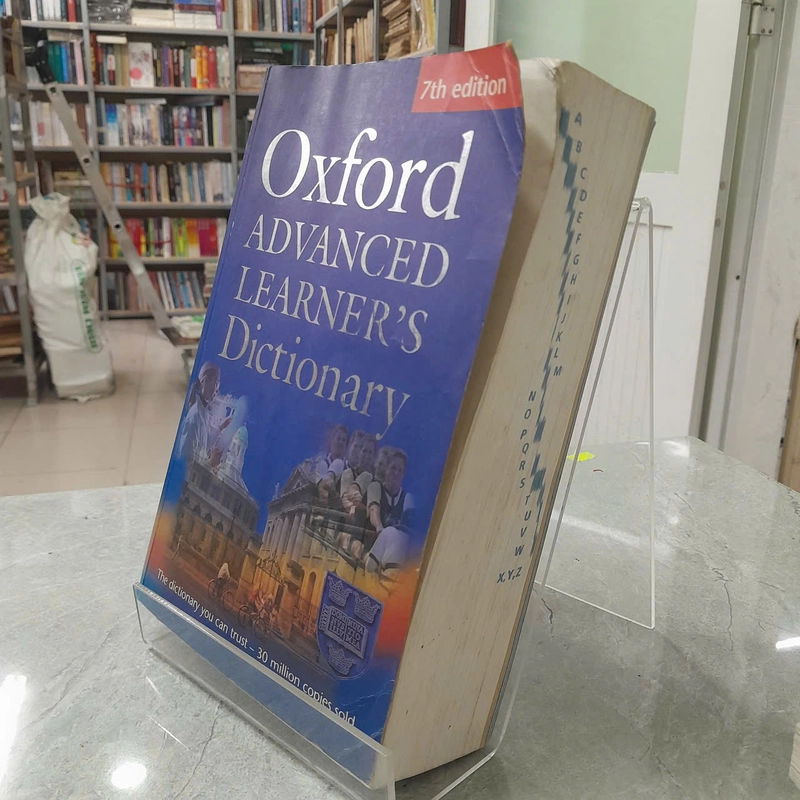 7th edition
Oxford
ADVANCED
LEARNER'S
Dictionary
The dictionary you can trust – 30 million copies sold
A
B
C
D
E
F
G
H
I
J
K
L
M
N
O
P
Q
R
S
T
U
V
W
X,Y,Z